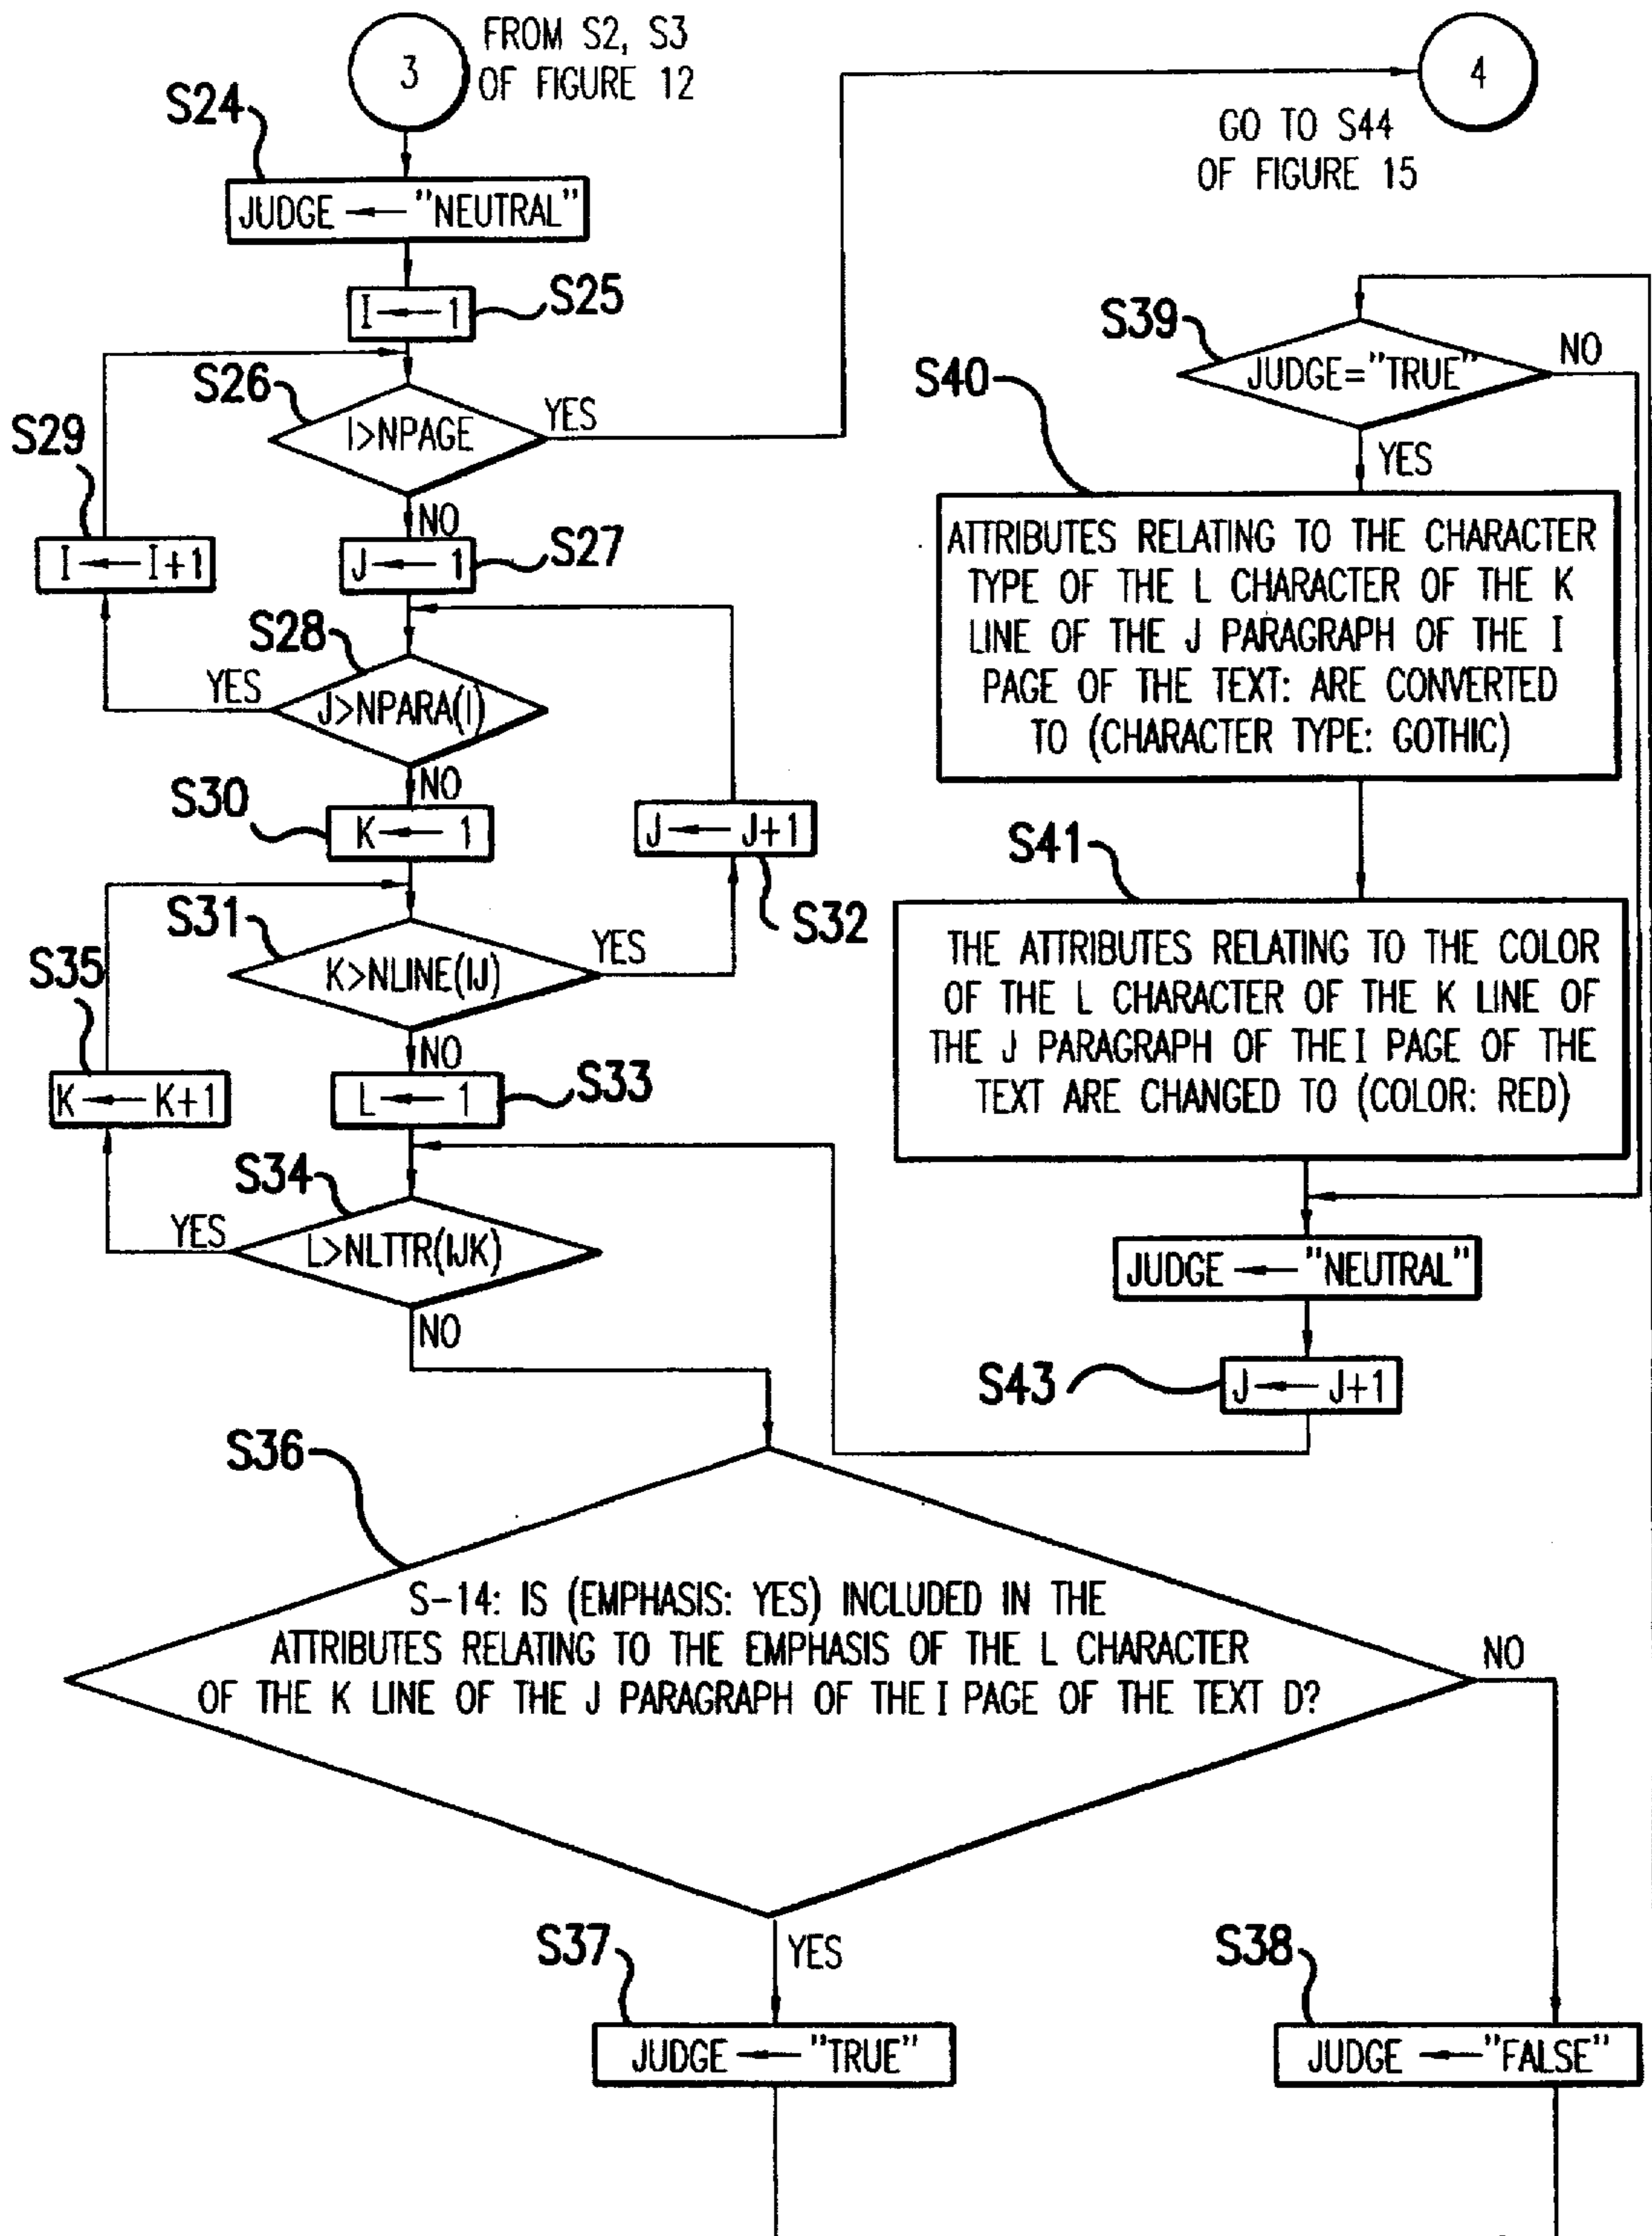 3
FROM S2, S3
OF FIGURE 12
4
GO TO S44
OF FIGURE 15
S24
JUDGE ← "NEUTRAL"
I ← 1
S25
S26
I>NPAGE
YES
NO
S29
I ← I+1
J ← 1
S27
S28
YES
J>NPARA(I)
NO
S30
K ← 1
J ← J+1
S32
S31
K>NLINE(IJ)
YES
NO
S35
K ← K+1
L ← 1
S33
S34
YES
L>NLTTR(IJK)
NO
S36
S-14: IS (EMPHASIS: YES) INCLUDED IN THE
ATTRIBUTES RELATING TO THE EMPHASIS OF THE L CHARACTER
OF THE K LINE OF THE J PARAGRAPH OF THE I PAGE OF THE TEXT D?
NO
YES
S37
JUDGE ← "TRUE"
S38
JUDGE ← "FALSE"
S39
JUDGE="TRUE"
NO
YES
S40
ATTRIBUTES RELATING TO THE CHARACTER
TYPE OF THE L CHARACTER OF THE K
LINE OF THE J PARAGRAPH OF THE I
PAGE OF THE TEXT: ARE CONVERTED
TO (CHARACTER TYPE: GOTHIC)
S41
THE ATTRIBUTES RELATING TO THE COLOR
OF THE L CHARACTER OF THE K LINE OF
THE J PARAGRAPH OF THE I PAGE OF THE
TEXT ARE CHANGED TO (COLOR: RED)
JUDGE ← "NEUTRAL"
S43
J ← J+1